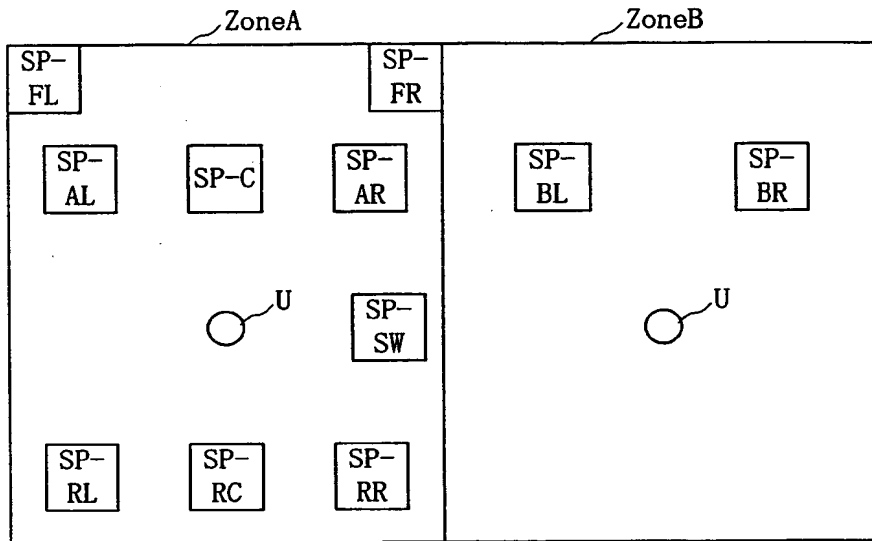 ZoneA
ZoneB
SP-
FL
SP-
FR
SP-
AL
SP-C
SP-
AR
SP-
BL
SP-
BR
U
SP-
SW
U
SP-
RL
SP-
RC
SP-
RR